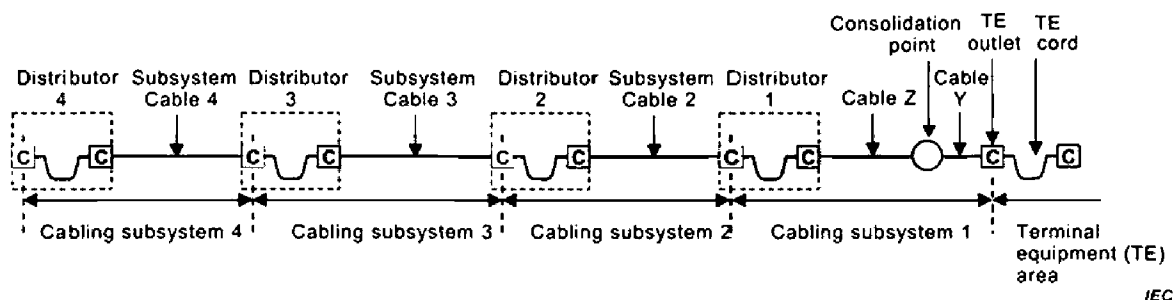 Consolidation point
TE outlet
TE cord
Distributor 4
Subsystem Cable 4
Distributor 3
Subsystem Cable 3
Distributor 2
Subsystem Cable 2
Distributor 1
Cable Z
Cable Y
C
C
C
C
C
C
C
C
C
C
Cabling subsystem 4
Cabling subsystem 3
Cabling subsystem 2
Cabling subsystem 1
Terminal equipment (TE) area
IEC